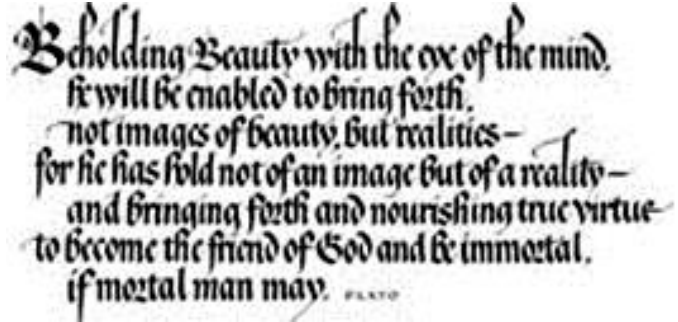 Beholding Beauty with the eye of the mind,
he will be enabled to bring forth,
not images of beauty, but realities–
for he has hold not of an image but of a reality–
and bringing forth and nourishing true virtue
to become the friend of God and be immortal,
if mortal man may. PLATO